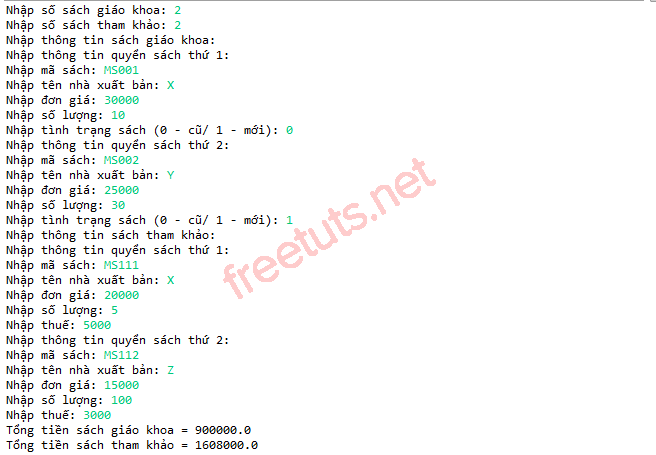 Nhập số sách giáo khoa: 2
Nhập số sách tham khảo: 2
Nhập thông tin sách giáo khoa:
Nhập thông tin quyển sách thứ 1:
Nhập mã sách: MS001
Nhập tên nhà xuất bản: X
Nhập đơn giá: 30000
Nhập số lượng: 10
Nhập tình trạng sách (0 - cũ/ 1 - mới): 0
Nhập thông tin quyển sách thứ 2:
Nhập mã sách: MS002
Nhập tên nhà xuất bản: Y
Nhập đơn giá: 25000
Nhập số lượng: 30
Nhập tình trạng sách (0 - cũ/ 1 - mới): 1
Nhập thông tin sách tham khảo:
Nhập thông tin quyển sách thứ 1:
Nhập mã sách: MS111
Nhập tên nhà xuất bản: X
Nhập đơn giá: 20000
Nhập số lượng: 5
Nhập thuế: 5000
Nhập thông tin quyển sách thứ 2:
Nhập mã sách: MS112
Nhập tên nhà xuất bản: Z
Nhập đơn giá: 15000
Nhập số lượng: 100
Nhập thuế: 3000
Tổng tiền sách giáo khoa = 900000.0
Tổng tiền sách tham khảo = 1608000.0
freetuts.net